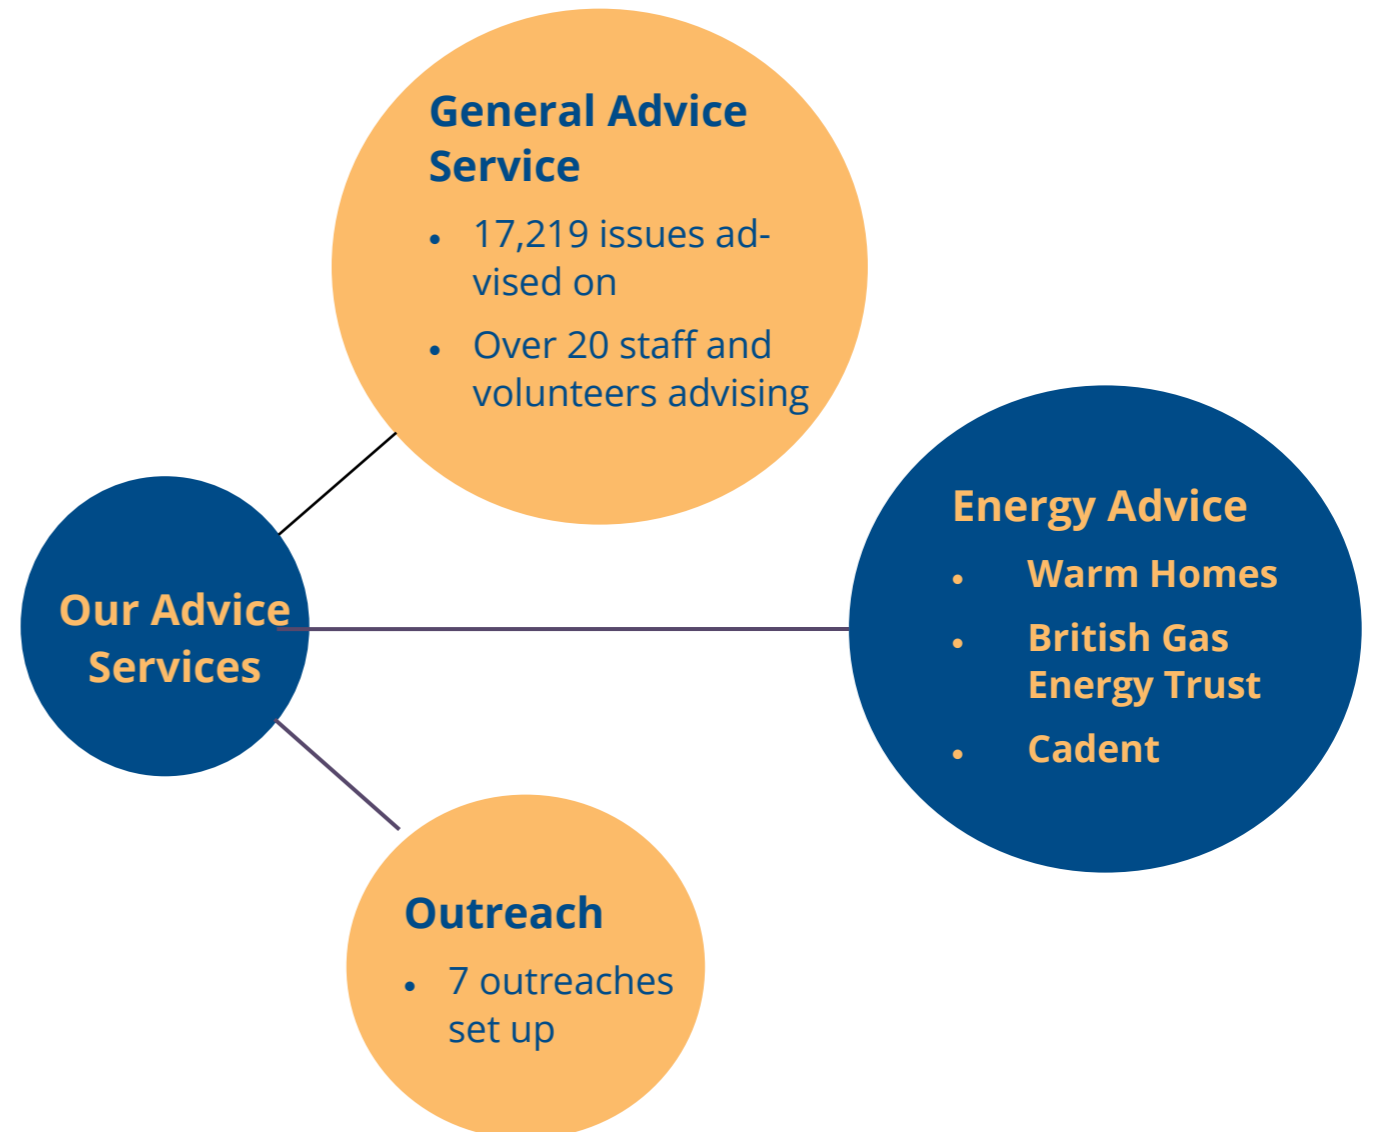 General Advice
Service
• 17,219 issues ad-
vised on
• Over 20 staff and
volunteers advising
Our Advice
Services
Energy Advice
• Warm Homes
• British Gas
Energy Trust
• Cadent
Outreach
• 7 outreaches
set up